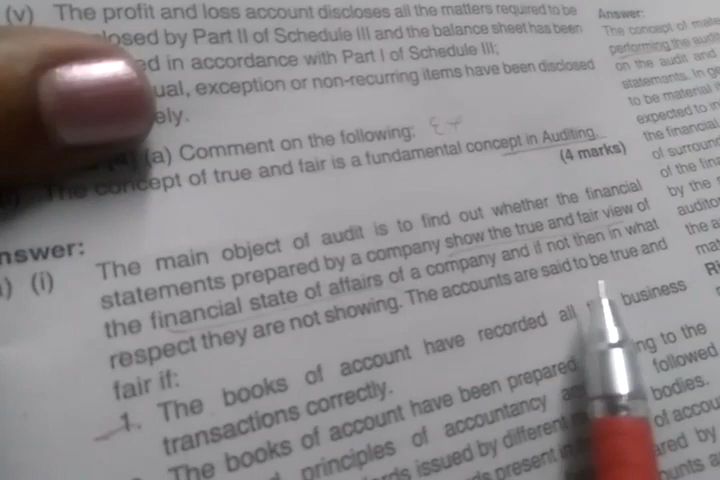 (v) The profit and loss account discloses all the matters required to be
losed by Part II of Schedule III and the balance sheet has been
ed in accordance with Part I of Schedule III;
ual, exception or non-recurring items have been disclosed
ely.
(a) Comment on the following:
The concept of true and fair is a fundamental concept in Auditing.
(4 marks)
nswer:
(i) The main object of audit is to find out whether the financial
statements prepared by a company show the true and fair view of
the financial state of affairs of a company and if not then in what
respect they are not showing. The accounts are said to be true and
fair if:
1. The books of account have recorded all business
transactions correctly.
The books of account have been prepared ng to the
principles of accountancy followed
issued by different bodies.
present in of accou
Answer:
The concept of
performing the audit
on the audit and
statements. In
to be material
expected to
the financial
of
of the
by the
auditor
the